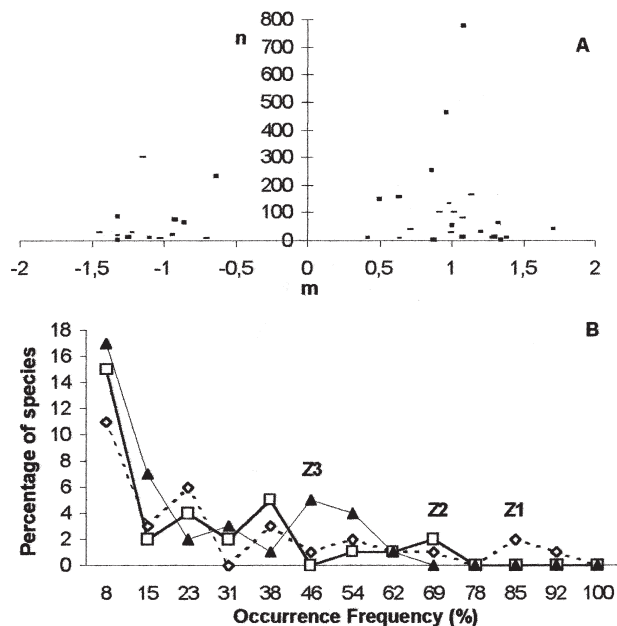 n
A
800
700
600
500
400
300
200
100
0
-2 -1,5 -1 -0,5 0 0,5 1 1,5 2
m
B
Percentage of species
18
16
14
12
10
8
6
4
2
0
Z3
Z2
Z1
8 15 23 31 38 46 54 62 69 78 85 92 100
Occurrence Frequency (%)